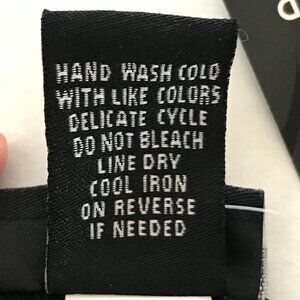 HAND WASH COLD
WITH LIKE COLORS
DELICATE CYCLE
DO NOT BLEACH
LINE DRY
COOL IRON
ON REVERSE
IF NEEDED